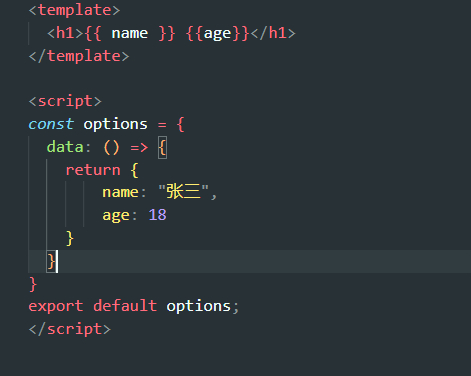 <template>
  <h1>{{ name }} {{age}}</h1>
</template>

<script>
const options = {
  data: () => {
    return {
        name: "张三",
        age: 18
    }
  }
}
export default options;
</script>